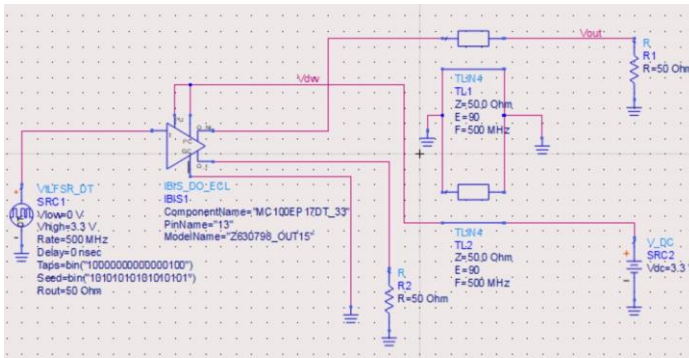 Vout
R
R1
R=50 Ohm
Vdw
TLIN4
TL1
Z=50.0 Ohm
E=90
F=500 MHz
VtLFSR_DT
SRC1
Vlow=0 V
Vhigh=3.3 V
Rate=500 MHz
Delay=0 nsec
Taps=bin("10000000000000100")
Seed=bin("10101010101010101")
Rout=50 Ohm
IBIS_DO_ECL
IBIS1
ComponentName="MC100EP17DT_33"
PinName="13"
ModelName="Z630798_OUT15"
R
R2
R=50 Ohm
TLIN4
TL2
Z=50.0 Ohm
E=90
F=500 MHz
V_DC
SRC2
Vdc=3.3